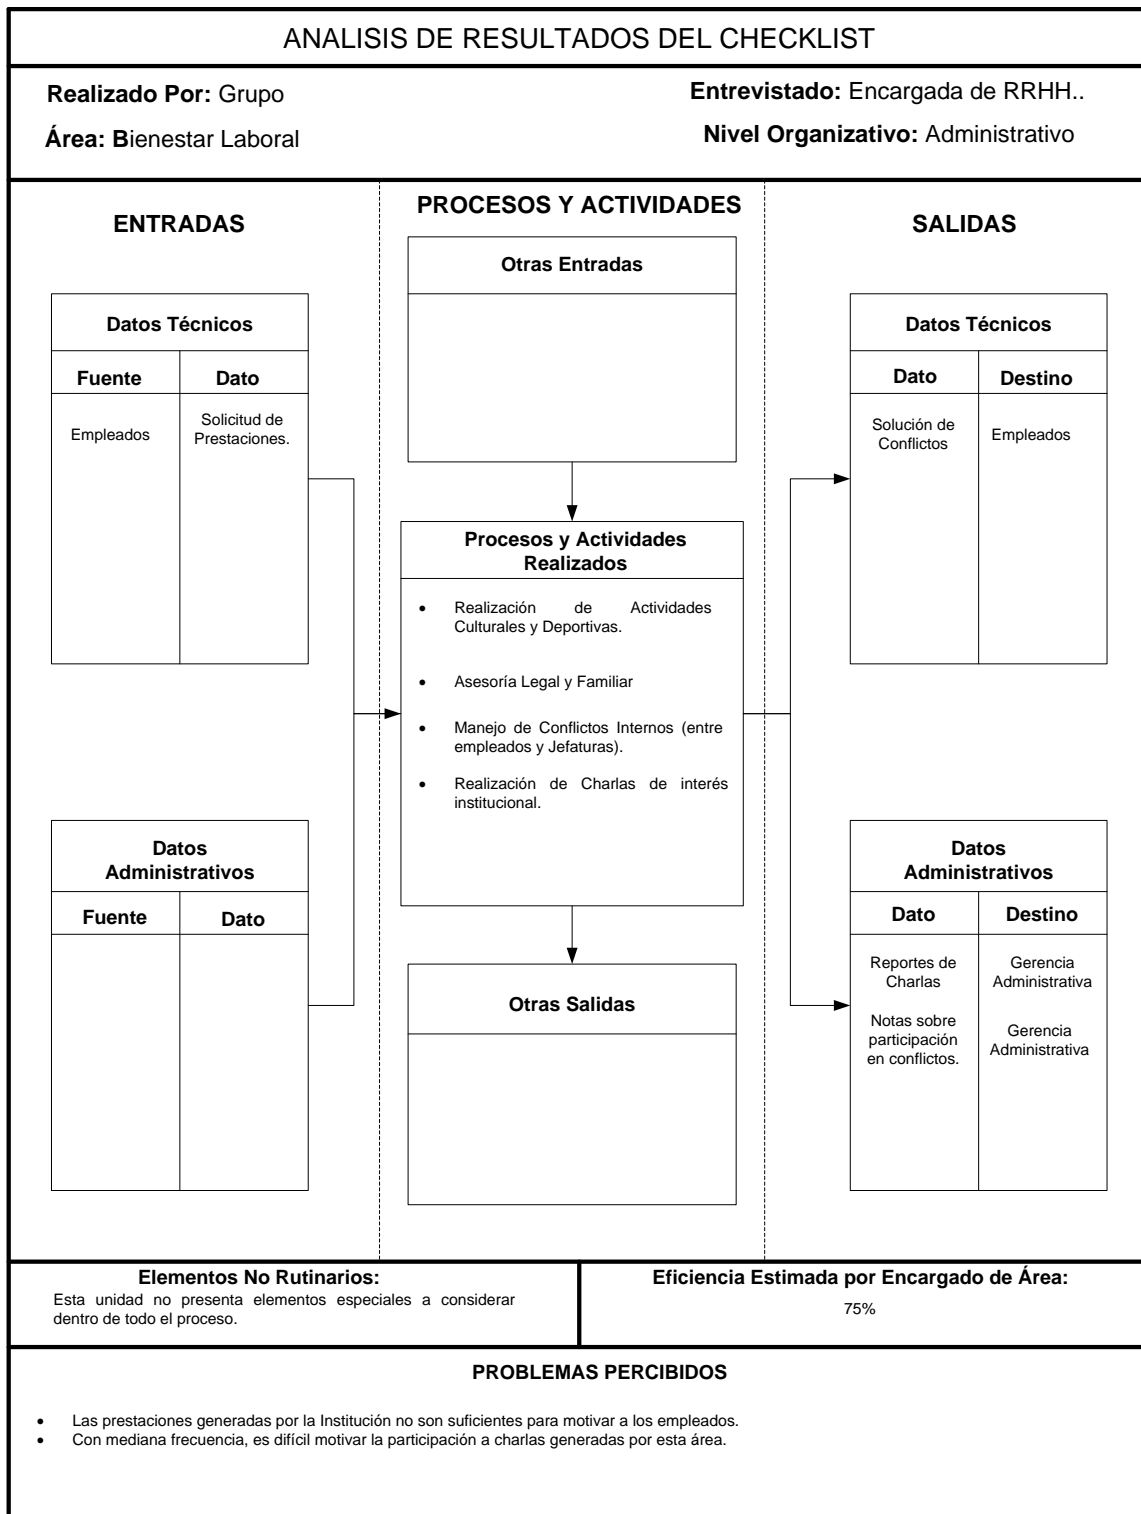 ANALISIS DE RESULTADOS DEL CHECKLIST
Realizado Por: Grupo
Entrevistado: Encargada de RRHH..
Área: Bienestar Laboral
Nivel Organizativo: Administrativo
ENTRADAS
Datos Técnicos
Fuente
Dato
Empleados
Solicitud de
Prestaciones.
Datos
Administrativos
Fuente
Dato
PROCESOS Y ACTIVIDADES
Otras Entradas
Procesos y Actividades
Realizados
• Realización de Actividades
Culturales y Deportivas.
• Asesoría Legal y Familiar
• Manejo de Conflictos Internos (entre
empleados y Jefaturas).
• Realización de Charlas de interés
institucional.
Otras Salidas
SALIDAS
Datos Técnicos
Dato
Destino
Solución de
Conflictos
Empleados
Datos
Administrativos
Dato
Destino
Reportes de
Charlas
Gerencia
Administrativa
Notas sobre
participación
en conflictos.
Gerencia
Administrativa
Elementos No Rutinarios:
Esta unidad no presenta elementos especiales a considerar
dentro de todo el proceso.
Eficiencia Estimada por Encargado de Área:
75%
PROBLEMAS PERCIBIDOS
• Las prestaciones generadas por la Institución no son suficientes para motivar a los empleados.
• Con mediana frecuencia, es difícil motivar la participación a charlas generadas por esta área.